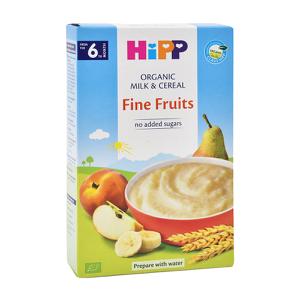 6.
HiPP
ORGANIC
MILK & CEREAL
Fine Fruits
no added sugars
Prepare with water